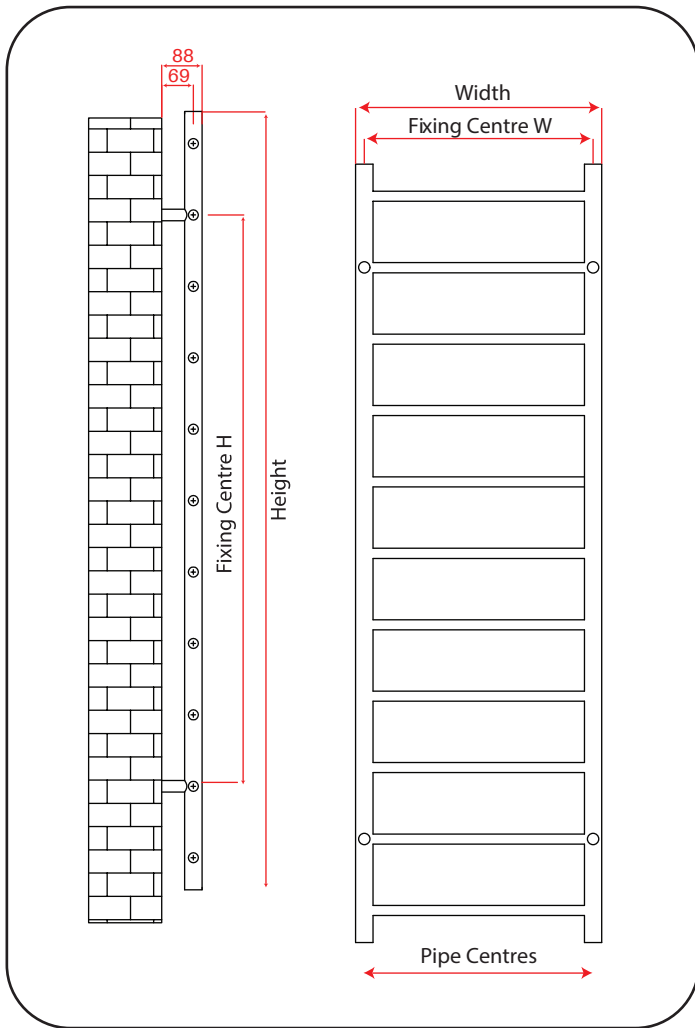 88
69
Width
Fixing Centre W
Fixing Centre H
Height
Pipe Centres